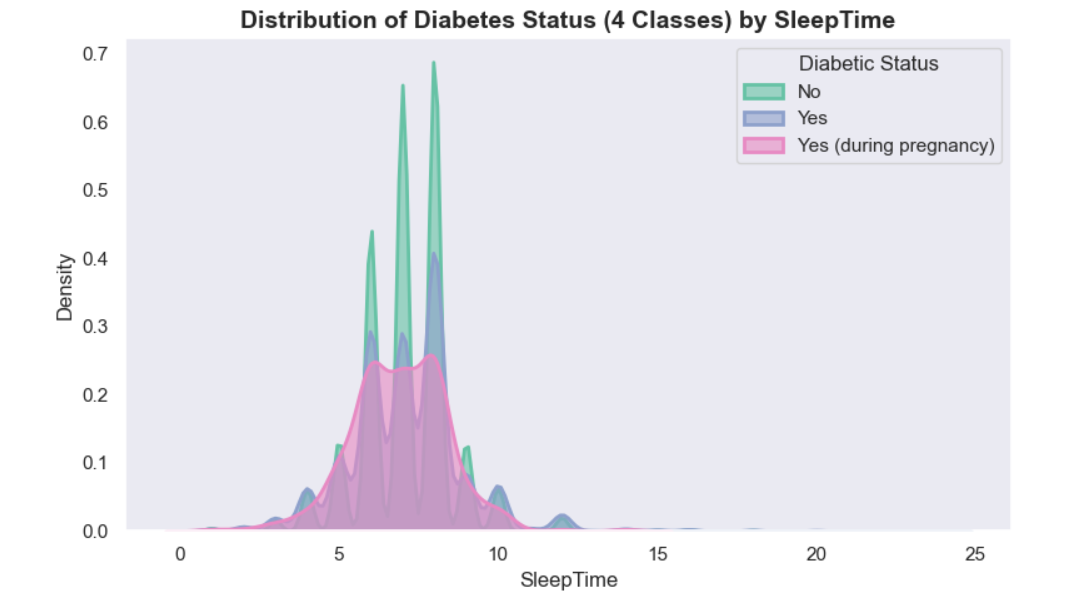 Distribution of Diabetes Status (4 Classes) by SleepTime
0.7
0.6
0.5
0.4
0.3
0.2
0.1
0.0
Density
Diabetic Status
No
Yes
Yes (during pregnancy)
0 5 10 15 20 25
SleepTime